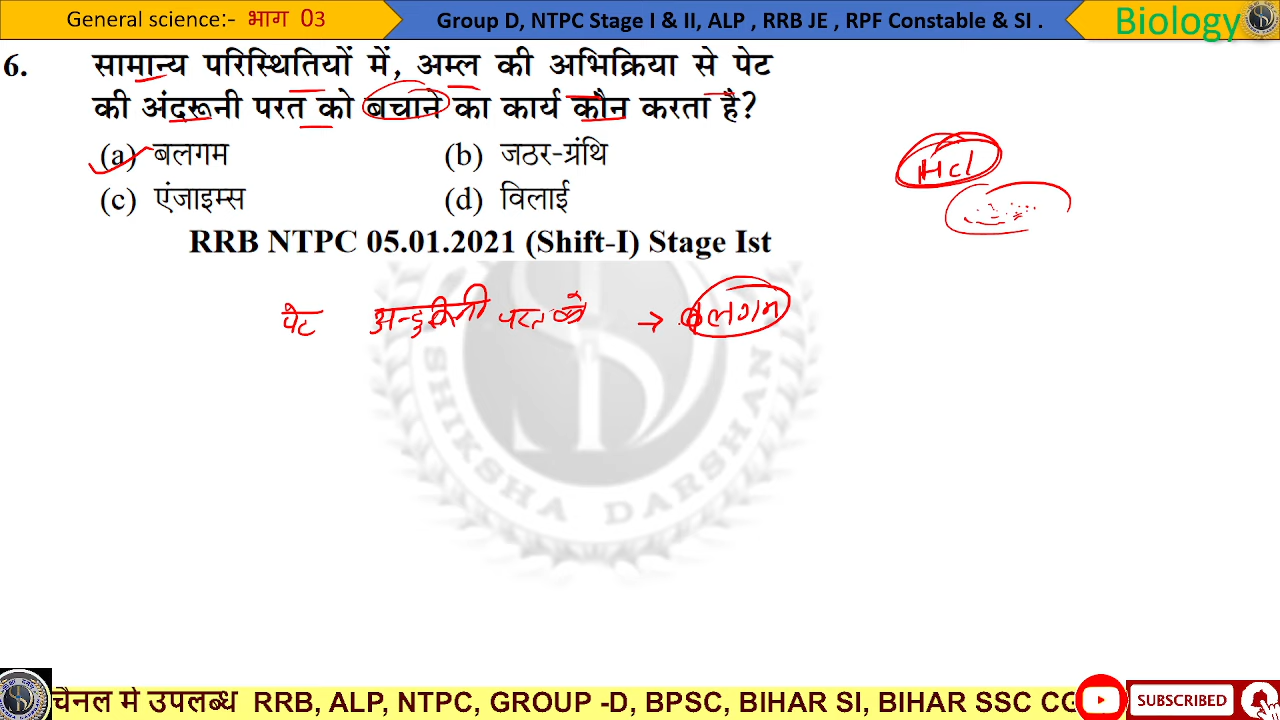 General science:- भाग 03
Group D, NTPC Stage I & II, ALP , RRB JE , RPF Constable & SI .
Biology
6. सामान्य परिस्थितियों में, अम्ल की अभिक्रिया से पेट
की अंदरूनी परत को बचाने का कार्य कौन करता है?
(a) बलगम (b) जठर-ग्रंथि
(c) एंजाइम्स (d) विलाई
Hcl
RRB NTPC 05.01.2021 (Shift-I) Stage Ist
पेट अन्दरूनी परत को → बलगम
SHIKSHA DARSHAN
चैनल मे उपलब्ध RRB, ALP, NTPC, GROUP -D, BPSC, BIHAR SI, BIHAR SSC CG
SUBSCRIBED